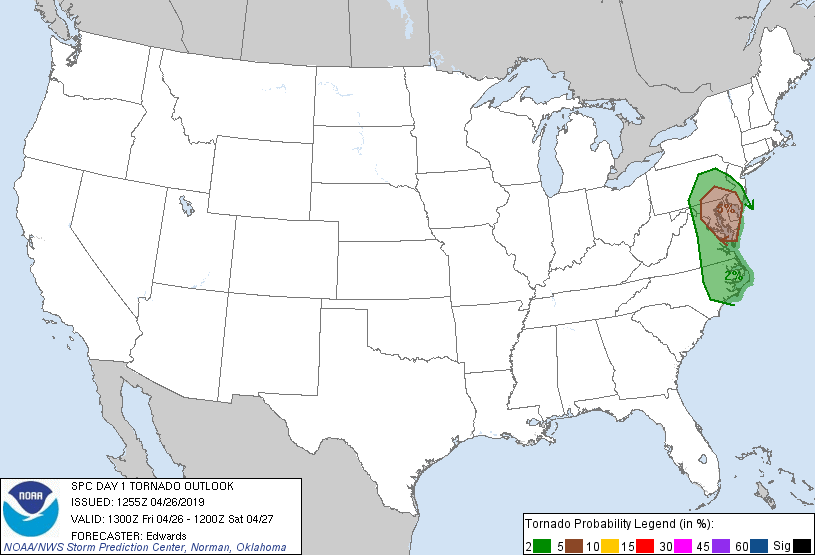 5%
2%
NOAA
SPC DAY 1 TORNADO OUTLOOK
ISSUED: 1255Z 04/26/2019
VALID: 1300Z Fri 04/26 - 1200Z Sat 04/27
FORECASTER: Edwards
NOAA/NWS Storm Prediction Center, Norman, Oklahoma
Tornado Probability Legend (in %):
2 5 10 15 30 45 60 Sig